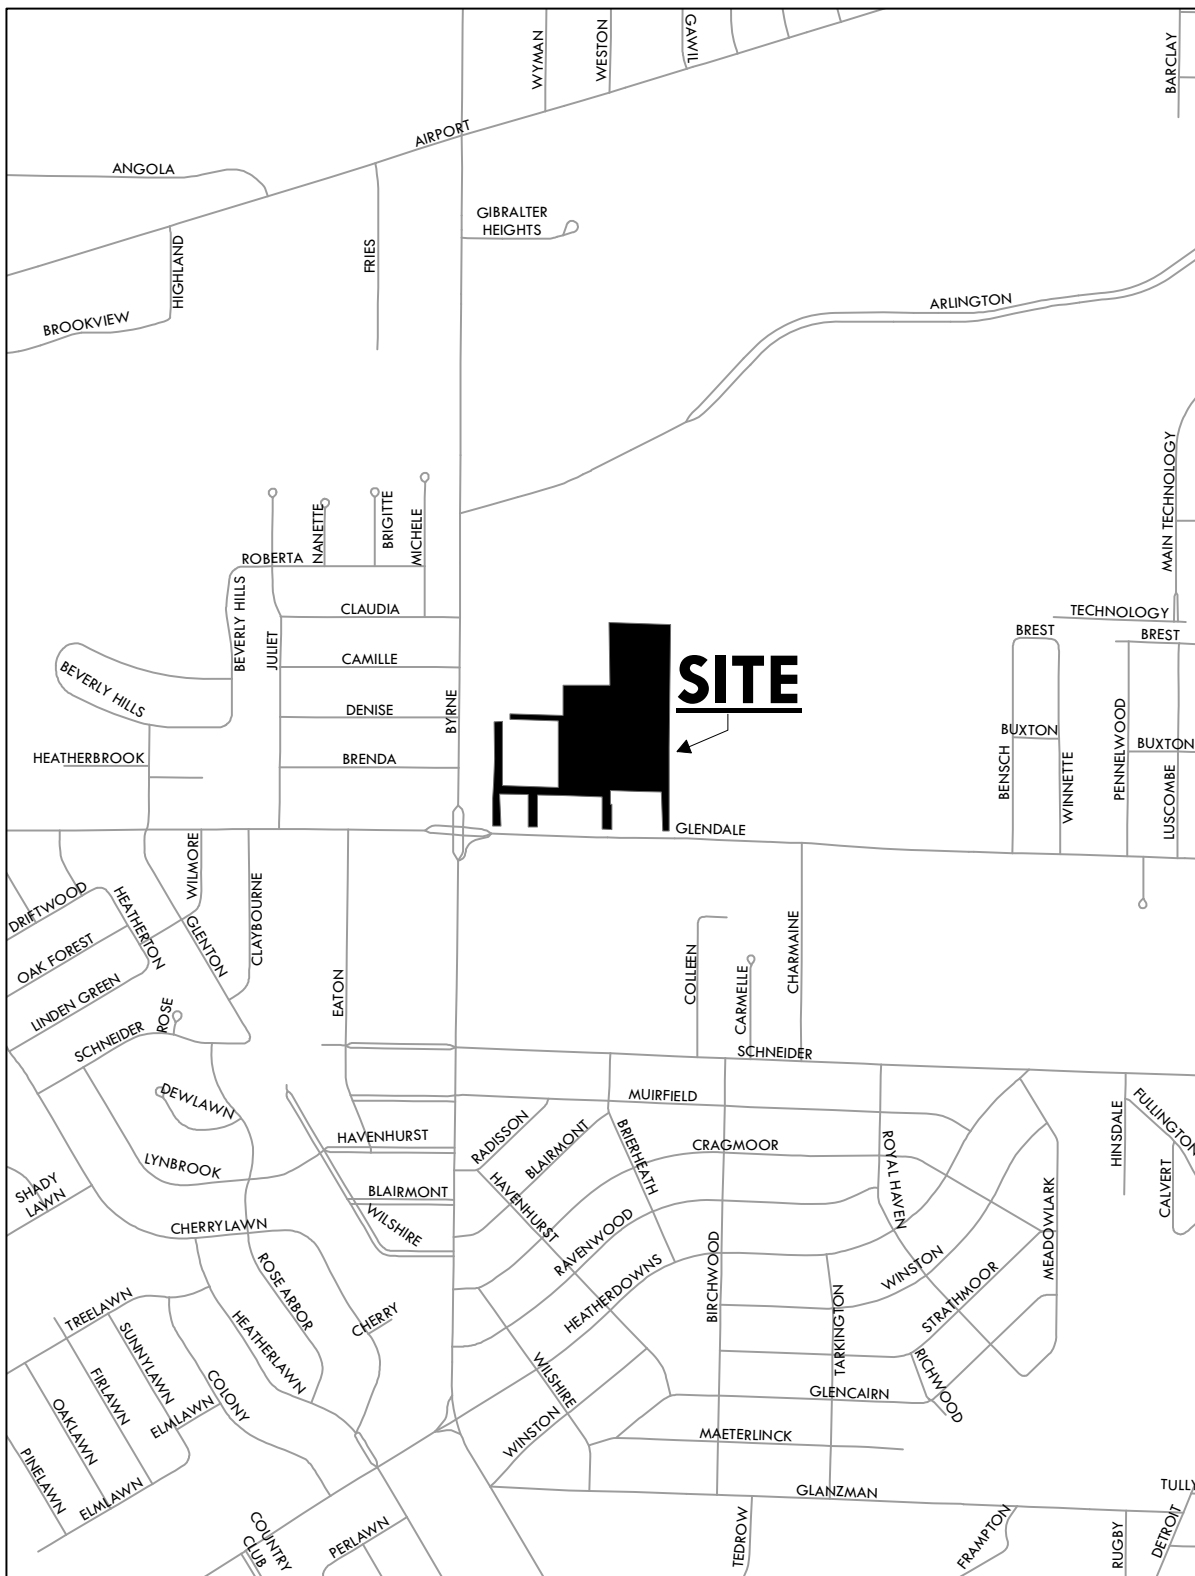 WYMAN
WESTON
GAWIL
BARCLAY
AIRPORT
ANGOLA
GIBRALTER
HEIGHTS
HIGHLAND
FRIES
BROOKVIEW
ARLINGTON
MAIN TECHNOLOGY
NANETTE
BRIGITTE
MICHELE
ROBERTA
BEVERLY HILLS
CLAUDIA
TECHNOLOGY
BREST
BREST
JULIET
CAMILLE
SITE
BEVERLY HILLS
DENISE
BYRNE
HEATHERBROOK
BRENDA
BENSCH
BUXTON
WINNETTE
PENNELWOOD
BUXTON
LUSCOMBE
GLENDALE
DRIFTWOOD
HEATHERTON
WILMORE
GLENTON
CLAYBOURNE
OAK FOREST
LINDEN GREEN
EATON
COLLEEN
CARMELLE
CHARMAINE
SCHNEIDER
ROSE
SCHNEIDER
DEWLAWN
MUIRFIELD
HAVENHURST
RADISSON
BLAIRMONT
BRIERHEATH
CRAGMOOR
ROYAL HAVEN
HINSDALE
FULLINGTON
CALVERT
LYNBROOK
SHADY
LAWN
BLAIRMONT
WILSHIRE
HAVENHURST
RAVENWOOD
MEADOWLARK
CHERRYLAWN
ROSE ARBOR
HEATHERDOWNS
BIRCHWOOD
WINSTON
STRATHMOOR
TREELAWN
SUNNYLAWN
HEATHERLAWN
CHERRY
TARKINGTON
RICHWOOD
FIRLAWN
OAKLAWN
ELMLAWN
COLONY
WILSHIRE
WINSTON
GLENCAIRN
MAETERLINCK
PINELAWN
ELMLAWN
GLANZMAN
TULLY
COUNTRY
CLUB
PERLAWN
TEDROW
FRAMPTON
RUGBY
DETROIT